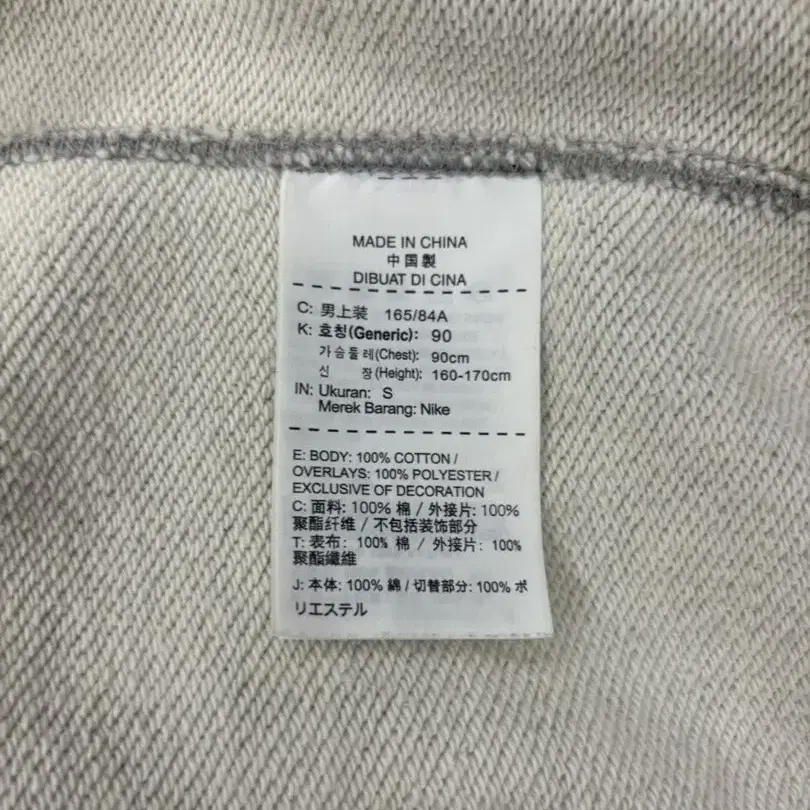 MADE IN CHINA
中国製
DIBUAT DI CINA
C: 男上装 165/84A
K: 호칭(Generic): 90
가슴둘레(Chest): 90cm
신 장(Height): 160-170cm
IN: Ukuran: S
Merek Barang: Nike
E: BODY: 100% COTTON /
OVERLAYS: 100% POLYESTER /
EXCLUSIVE OF DECORATION
C: 面料: 100% 棉 / 外接片: 100%
聚酯纤维 / 不包括装饰部分
T: 表布: 100% 棉 / 外接片: 100%
聚酯纖維
J: 本体: 100% 綿 / 切替部分: 100% ポ
リエステル